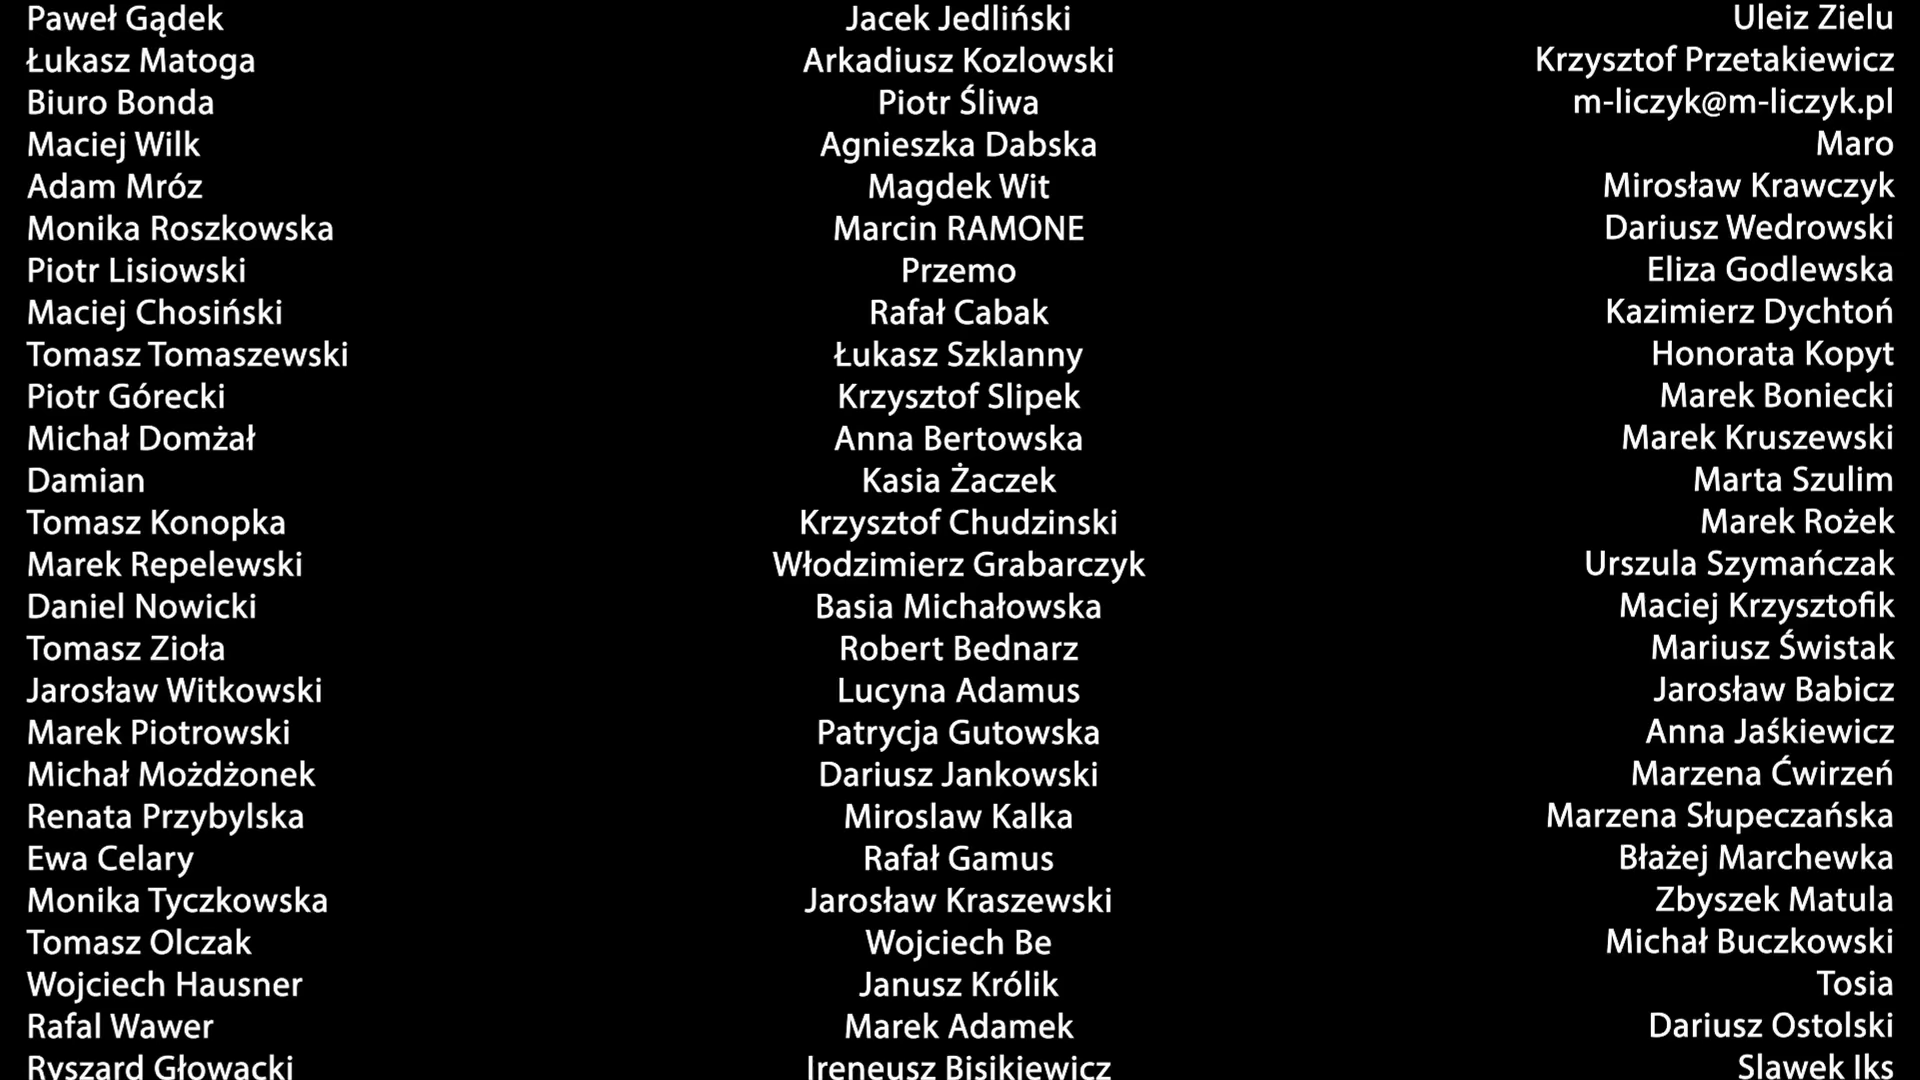 Paweł Gądek
Łukasz Matoga
Biuro Bonda
Maciej Wilk
Adam Mróz
Monika Roszkowska
Piotr Lisiowski
Maciej Chosiński
Tomasz Tomaszewski
Piotr Górecki
Michał Domżał
Damian
Tomasz Konopka
Marek Repelewski
Daniel Nowicki
Tomasz Zioła
Jarosław Witkowski
Marek Piotrowski
Michał Możdżonek
Renata Przybylska
Ewa Celary
Monika Tyczkowska
Tomasz Olczak
Wojciech Hausner
Rafal Wawer
Ryszard Głowacki
Jacek Jedliński
Arkadiusz Kozlowski
Piotr Śliwa
Agnieszka Dabska
Magdek Wit
Marcin RAMONE
Przemo
Rafał Cabak
Łukasz Szklanny
Krzysztof Slipek
Anna Bertowska
Kasia Żaczek
Krzysztof Chudzinski
Włodzimierz Grabarczyk
Basia Michałowska
Robert Bednarz
Lucyna Adamus
Patrycja Gutowska
Dariusz Jankowski
Miroslaw Kalka
Rafał Gamus
Jarosław Kraszewski
Wojciech Be
Janusz Królik
Marek Adamek
Ireneusz Bisikiewicz
Uleiz Zielu
Krzysztof Przetakiewicz
m-liczyk@m-liczyk.pl
Maro
Mirosław Krawczyk
Dariusz Wedrowski
Eliza Godlewska
Kazimierz Dychtoń
Honorata Kopyt
Marek Boniecki
Marek Kruszewski
Marta Szulim
Marek Rożek
Urszula Szymańczak
Maciej Krzysztofik
Mariusz Świstak
Jarosław Babicz
Anna Jaśkiewicz
Marzena Ćwirzeń
Marzena Słupeczańska
Błażej Marchewka
Zbyszek Matula
Michał Buczkowski
Tosia
Dariusz Ostolski
Slawek Iks